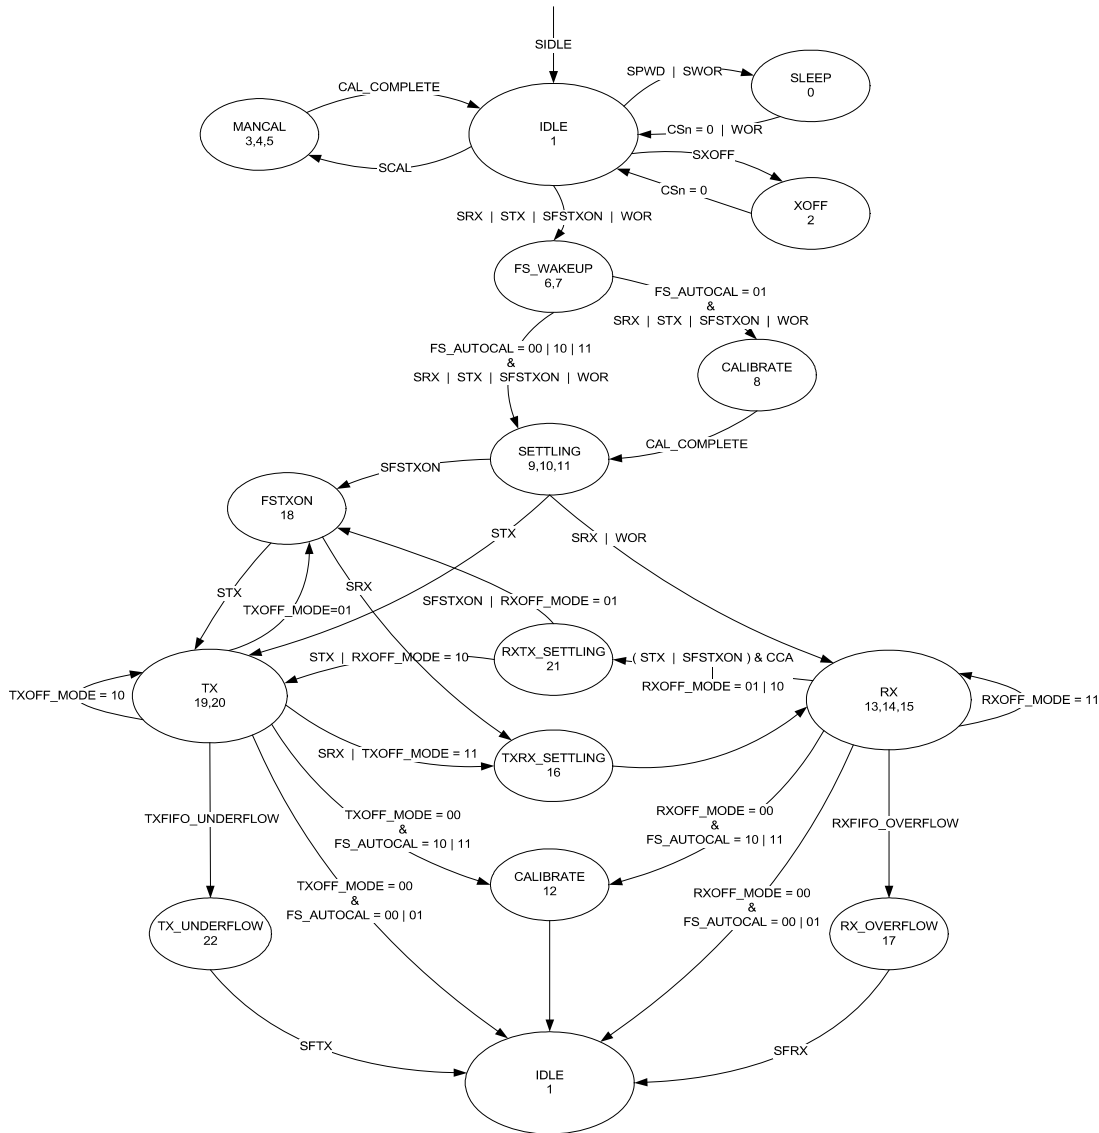 SIDLE
SPWD | SWOR
SLEEP
0
CAL_COMPLETE
MANCAL
3,4,5
IDLE
1
CSn = 0 | WOR
SCAL
SXOFF
CSn = 0
XOFF
2
SRX | STX | SFSTXON | WOR
FS_WAKEUP
6,7
FS_AUTOCAL = 01
&
SRX | STX | SFSTXON | WOR
FS_AUTOCAL = 00 | 10 | 11
&
SRX | STX | SFSTXON | WOR
CALIBRATE
8
CAL_COMPLETE
SETTLING
9,10,11
SFSTXON
FSTXON
18
STX
SRX | WOR
STX
SRX
TXOFF_MODE=01
SFSTXON | RXOFF_MODE = 01
STX | RXOFF_MODE = 10
RXTX_SETTLING
21
( STX | SFSTXON ) & CCA
|
RXOFF_MODE = 01 | 10
TXOFF_MODE = 10
TX
19,20
RX
13,14,15
RXOFF_MODE = 11
SRX | TXOFF_MODE = 11
TXRX_SETTLING
16
TXFIFO_UNDERFLOW
TXOFF_MODE = 00
&
FS_AUTOCAL = 10 | 11
RXOFF_MODE = 00
&
FS_AUTOCAL = 10 | 11
RXFIFO_OVERFLOW
CALIBRATE
12
TXOFF_MODE = 00
&
FS_AUTOCAL = 00 | 01
RXOFF_MODE = 00
&
FS_AUTOCAL = 00 | 01
TX_UNDERFLOW
22
RX_OVERFLOW
17
SFTX
SFRX
IDLE
1